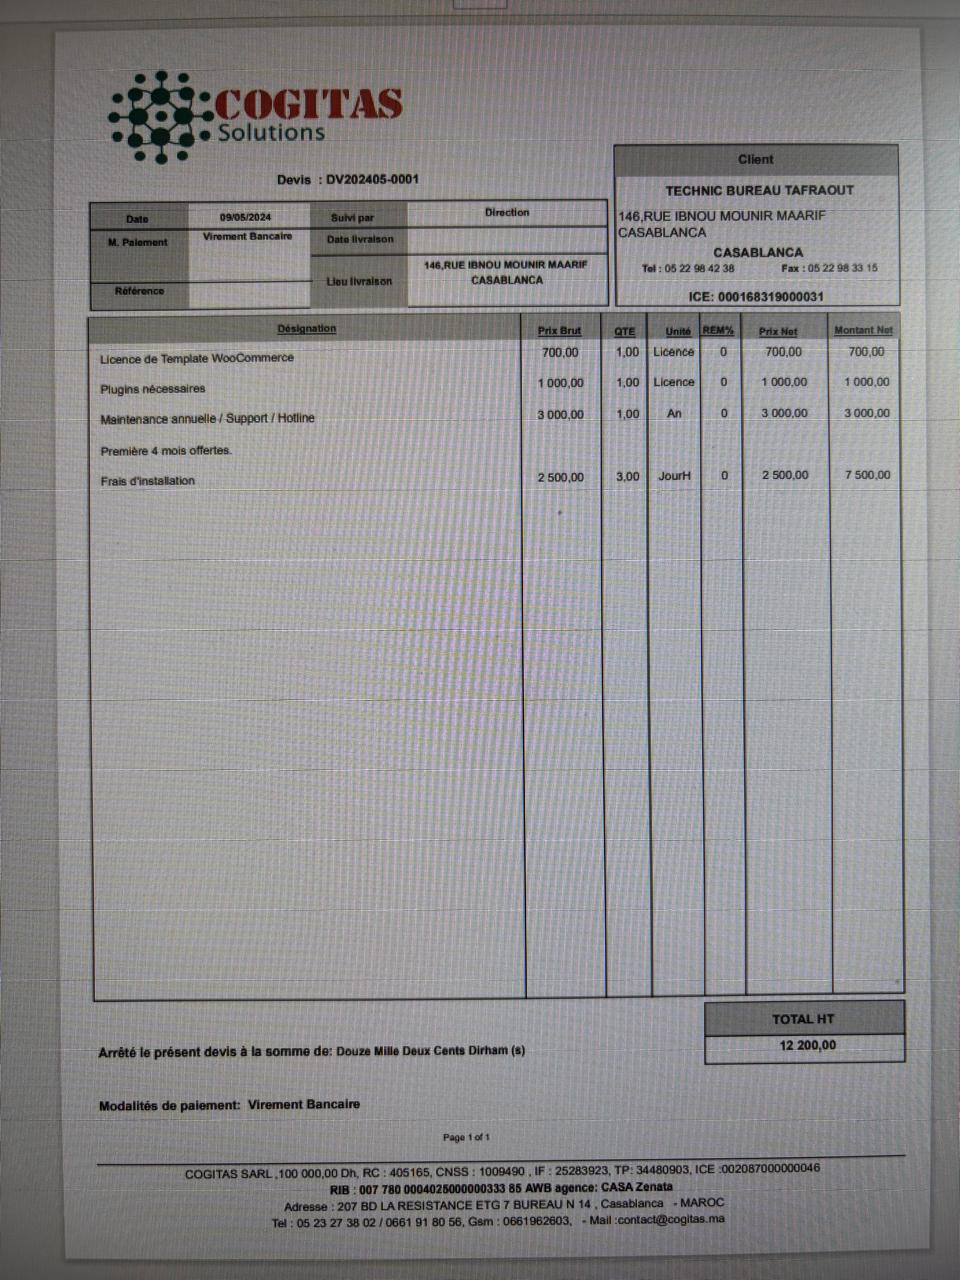 COGITAS
Solutions
Devis : DV202405-0001
Client
TECHNIC BUREAU TAFRAOUT
146,RUE IBNOU MOUNIR MAARIF
CASABLANCA
CASABLANCA
Tel : 05 22 98 42 38 Fax : 05 22 98 33 15
ICE: 000168319000031
Date 09/05/2024 Suivi par Direction
M. Paiement Virement Bancaire Date livraison
Lieu livraison 146,RUE IBNOU MOUNIR MAARIF
CASABLANCA
Référence
Désignation Prix Brut QTE Unité REM% Prix Net Montant Net
Licence de Template WooCommerce 700,00 1,00 Licence 0 700,00 700,00
Plugins nécessaires 1 000,00 1,00 Licence 0 1 000,00 1 000,00
Maintenance annuelle / Support / Hotline 3 000,00 1,00 An 0 3 000,00 3 000,00
Première 4 mois offertes.
Frais d'installation 2 500,00 3,00 JourH 0 2 500,00 7 500,00
TOTAL HT
12 200,00
Arrêté le présent devis à la somme de: Douze Mille Deux Cents Dirham (s)
Modalités de paiement: Virement Bancaire
Page 1 of 1
COGITAS SARL ,100 000,00 Dh, RC : 405165, CNSS : 1009490 , IF : 25283923, TP: 34480903, ICE :002087000000046
RIB : 007 780 0004025000000333 85 AWB agence: CASA Zenata
Adresse : 207 BD LA RESISTANCE ETG 7 BUREAU N 14 , Casablanca - MAROC
Tel : 05 23 27 38 02 / 0661 91 80 56, Gsm : 0661962603, - Mail :contact@cogitas.ma